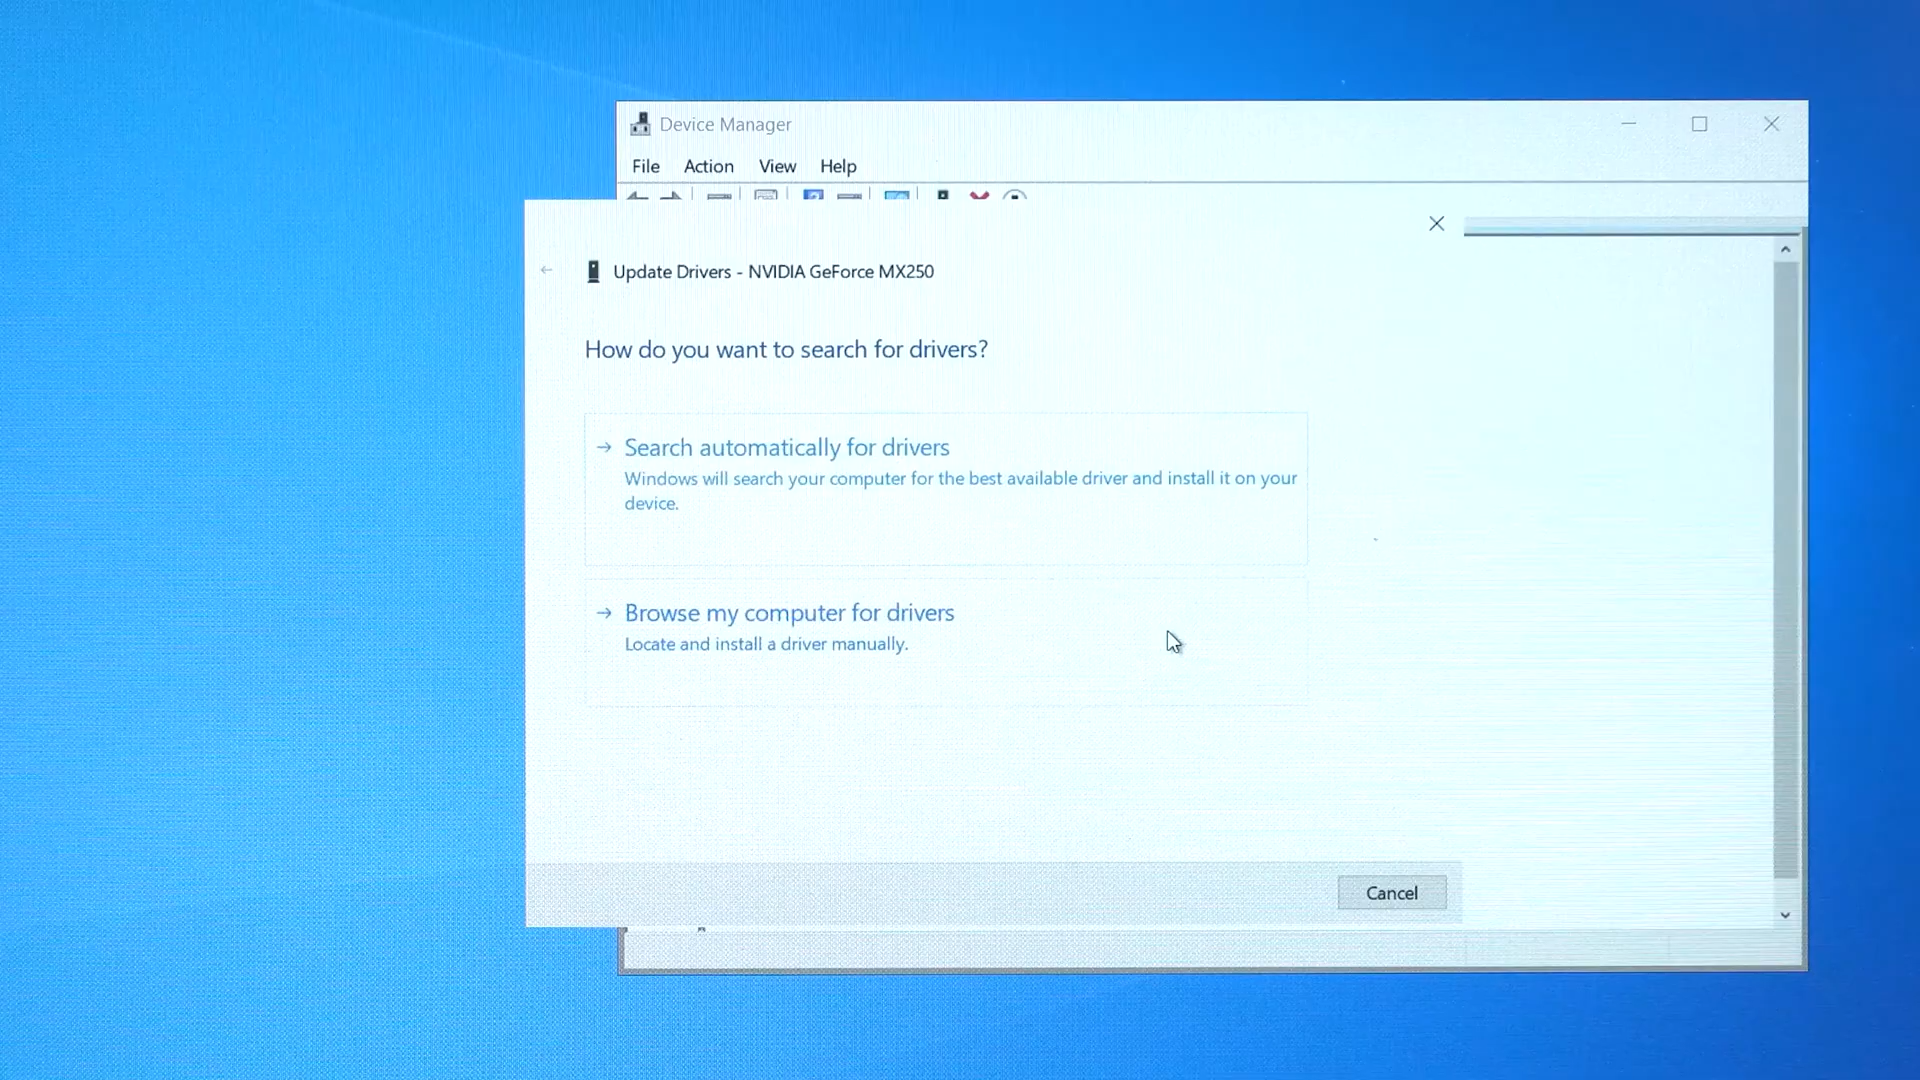 Device Manager
File Action View Help
Update Drivers - NVIDIA GeForce MX250
How do you want to search for drivers?
Search automatically for drivers
Windows will search your computer for the best available driver and install it on your
device.
Browse my computer for drivers
Locate and install a driver manually.
Cancel